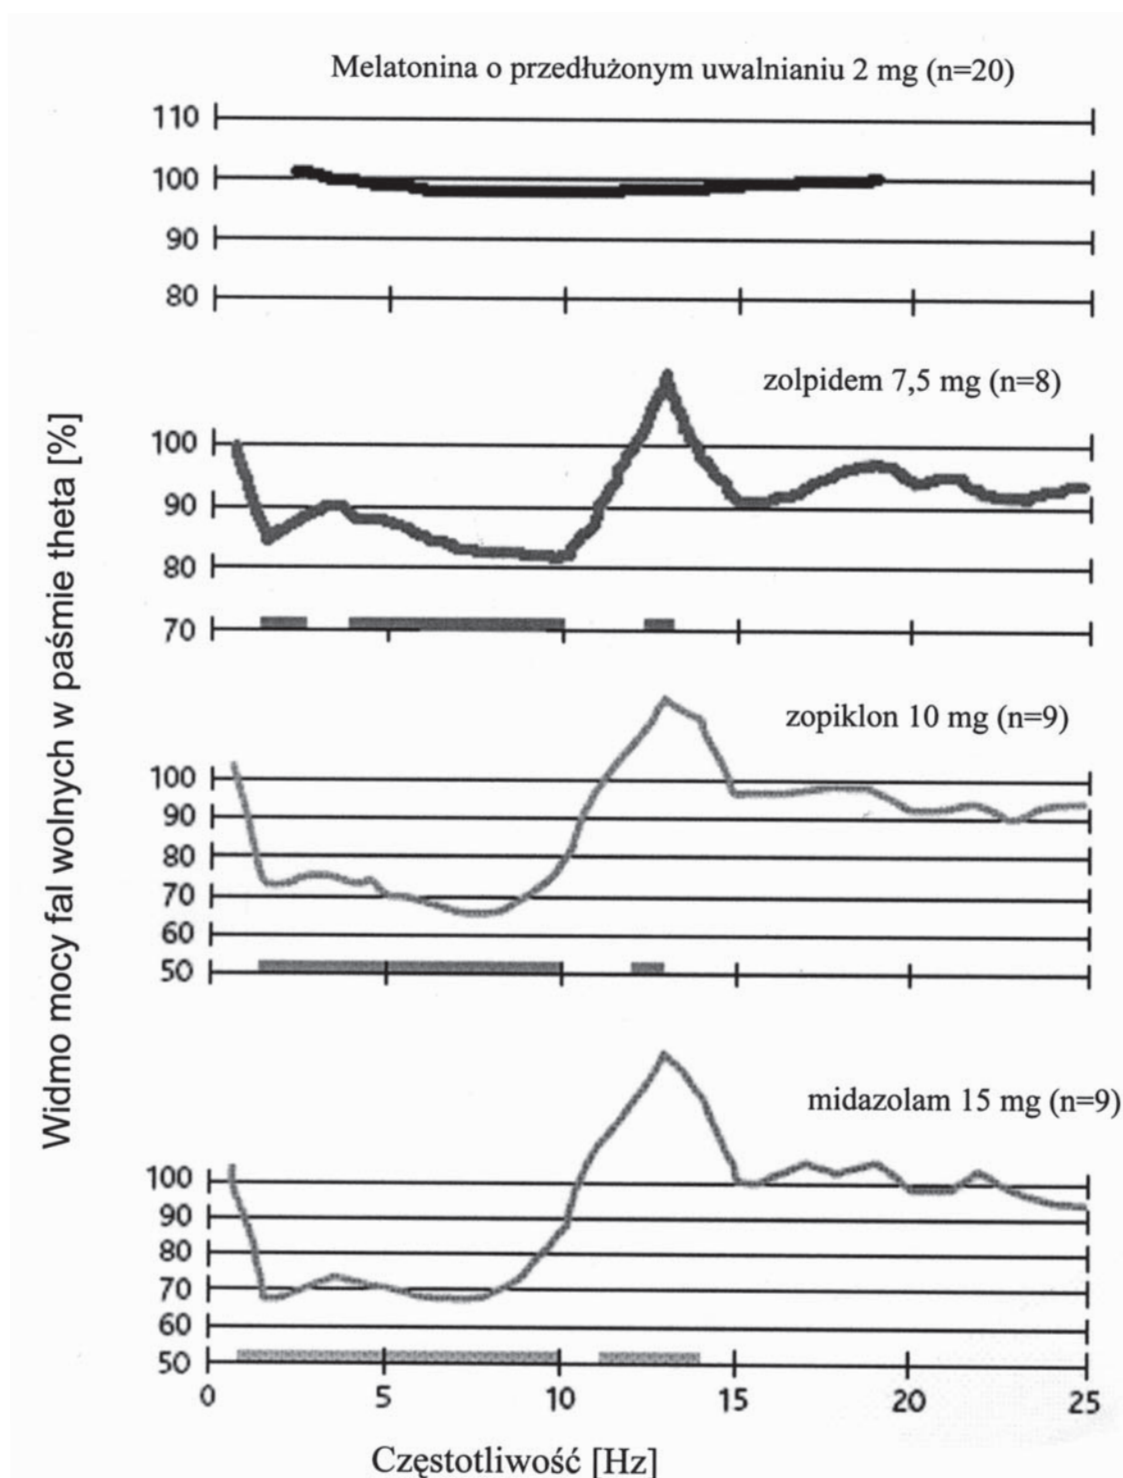 Melatonina o przedłużonym uwalnianiu 2 mg (n=20)
110
100
90
80
zolpidem 7,5 mg (n=8)
100
90
80
70
zopiklon 10 mg (n=9)
100
90
80
70
60
50
midazolam 15 mg (n=9)
100
90
80
70
60
50
0 5 10 15 20 25
Częstotliwość [Hz]
Widmo mocy fal wolnych w paśmie theta [%]